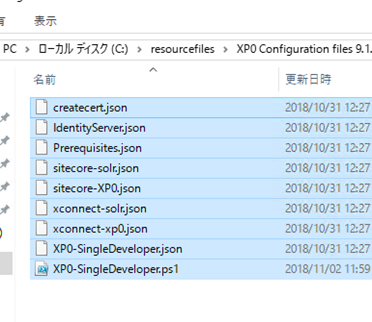 表示
PC › ローカル ディスク (C:) › resourcefiles › XP0 Configuration files 9.1.
名前 更新日時
createcert.json 2018/10/31 12:27
IdentityServer.json 2018/10/31 12:27
Prerequisites.json 2018/10/31 12:27
sitecore-solr.json 2018/10/31 12:27
sitecore-XP0.json 2018/10/31 12:27
xconnect-solr.json 2018/10/31 12:27
xconnect-xp0.json 2018/10/31 12:27
XP0-SingleDeveloper.json 2018/10/31 12:27
XP0-SingleDeveloper.ps1 2018/11/02 11:59